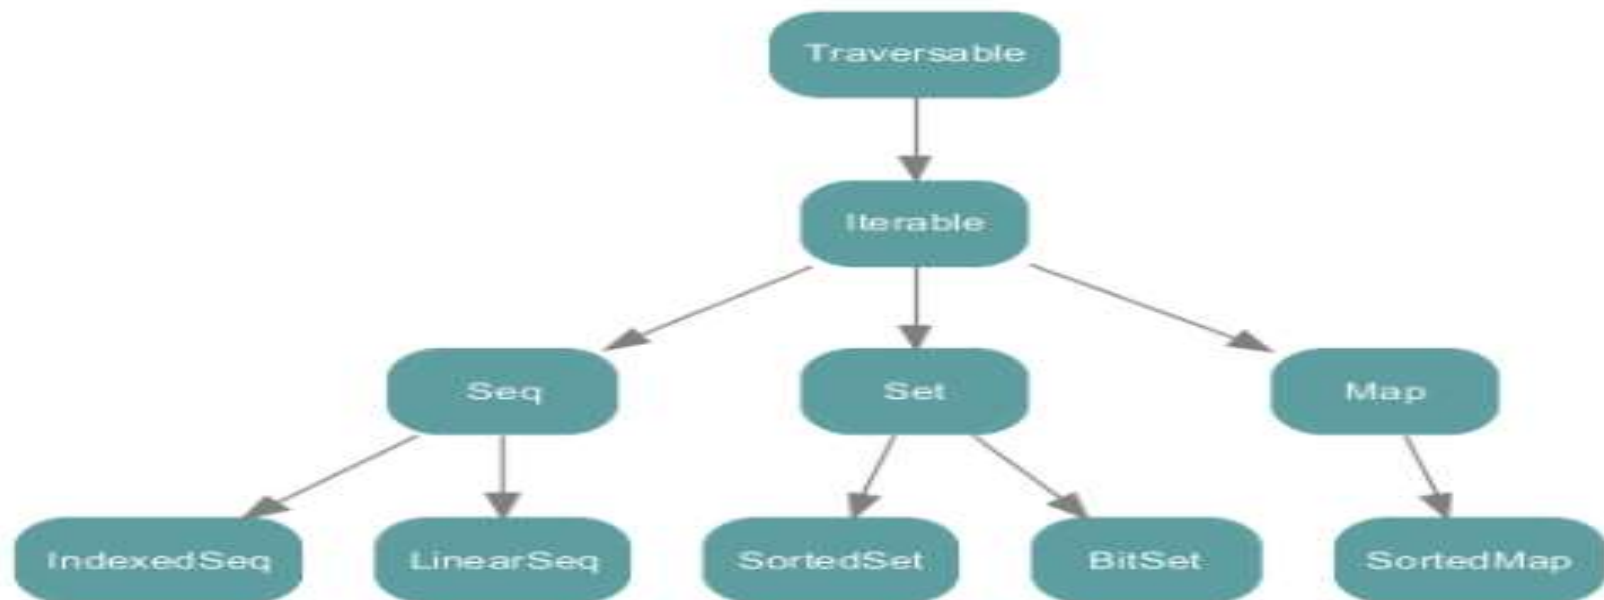 Traversable
Iterable
Seq
Set
Map
IndexedSeq
LinearSeq
SortedSet
BitSet
SortedMap